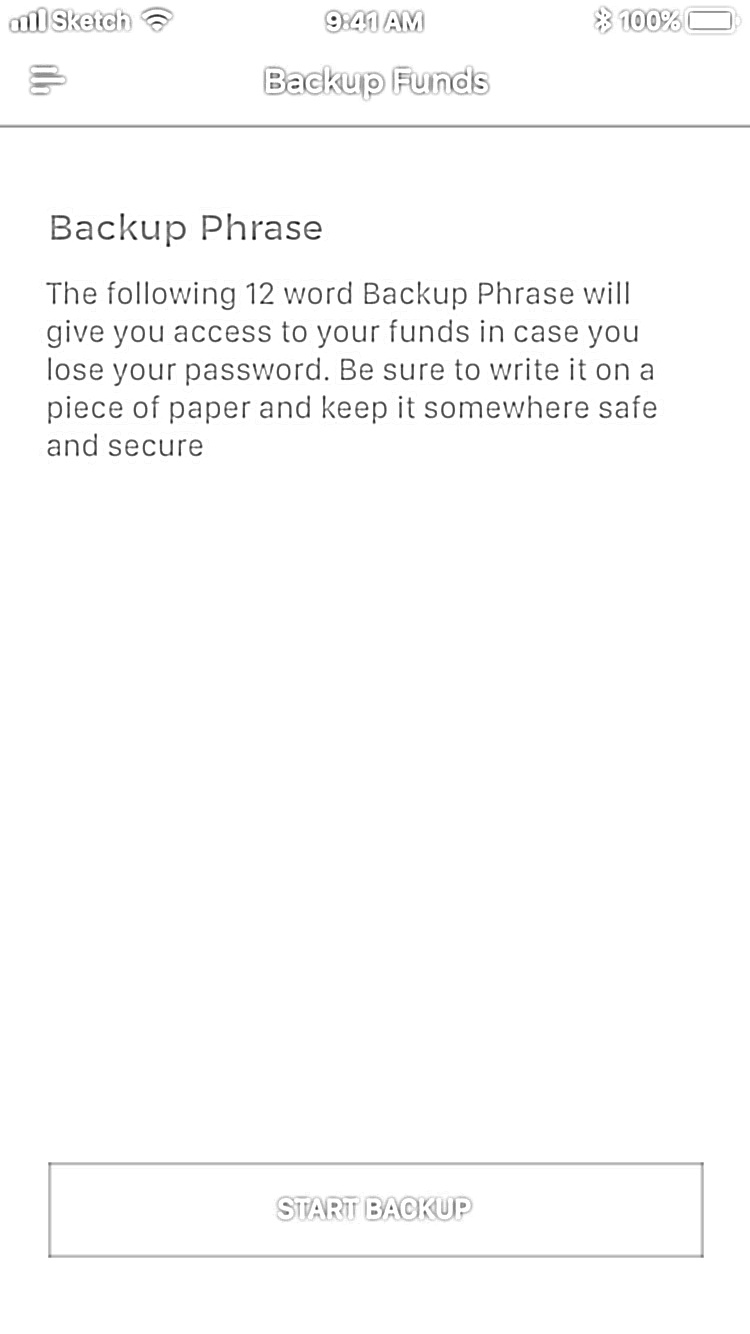 Sketch 9:41 AM 100%
Backup Funds
Backup Phrase
The following 12 word Backup Phrase will
give you access to your funds in case you
lose your password. Be sure to write it on a
piece of paper and keep it somewhere safe
and secure
START BACKUP